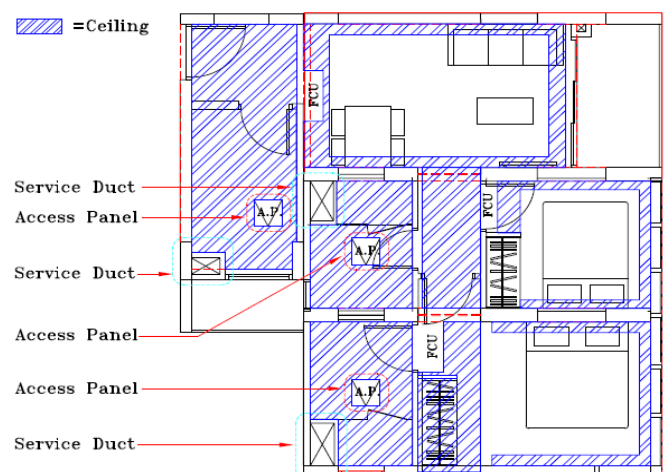 =Ceiling
FCU
Service Duct
Access Panel
A.P.
FCU
Service Duct
A.P.
Access Panel
FCU
Access Panel
A.P.
Service Duct